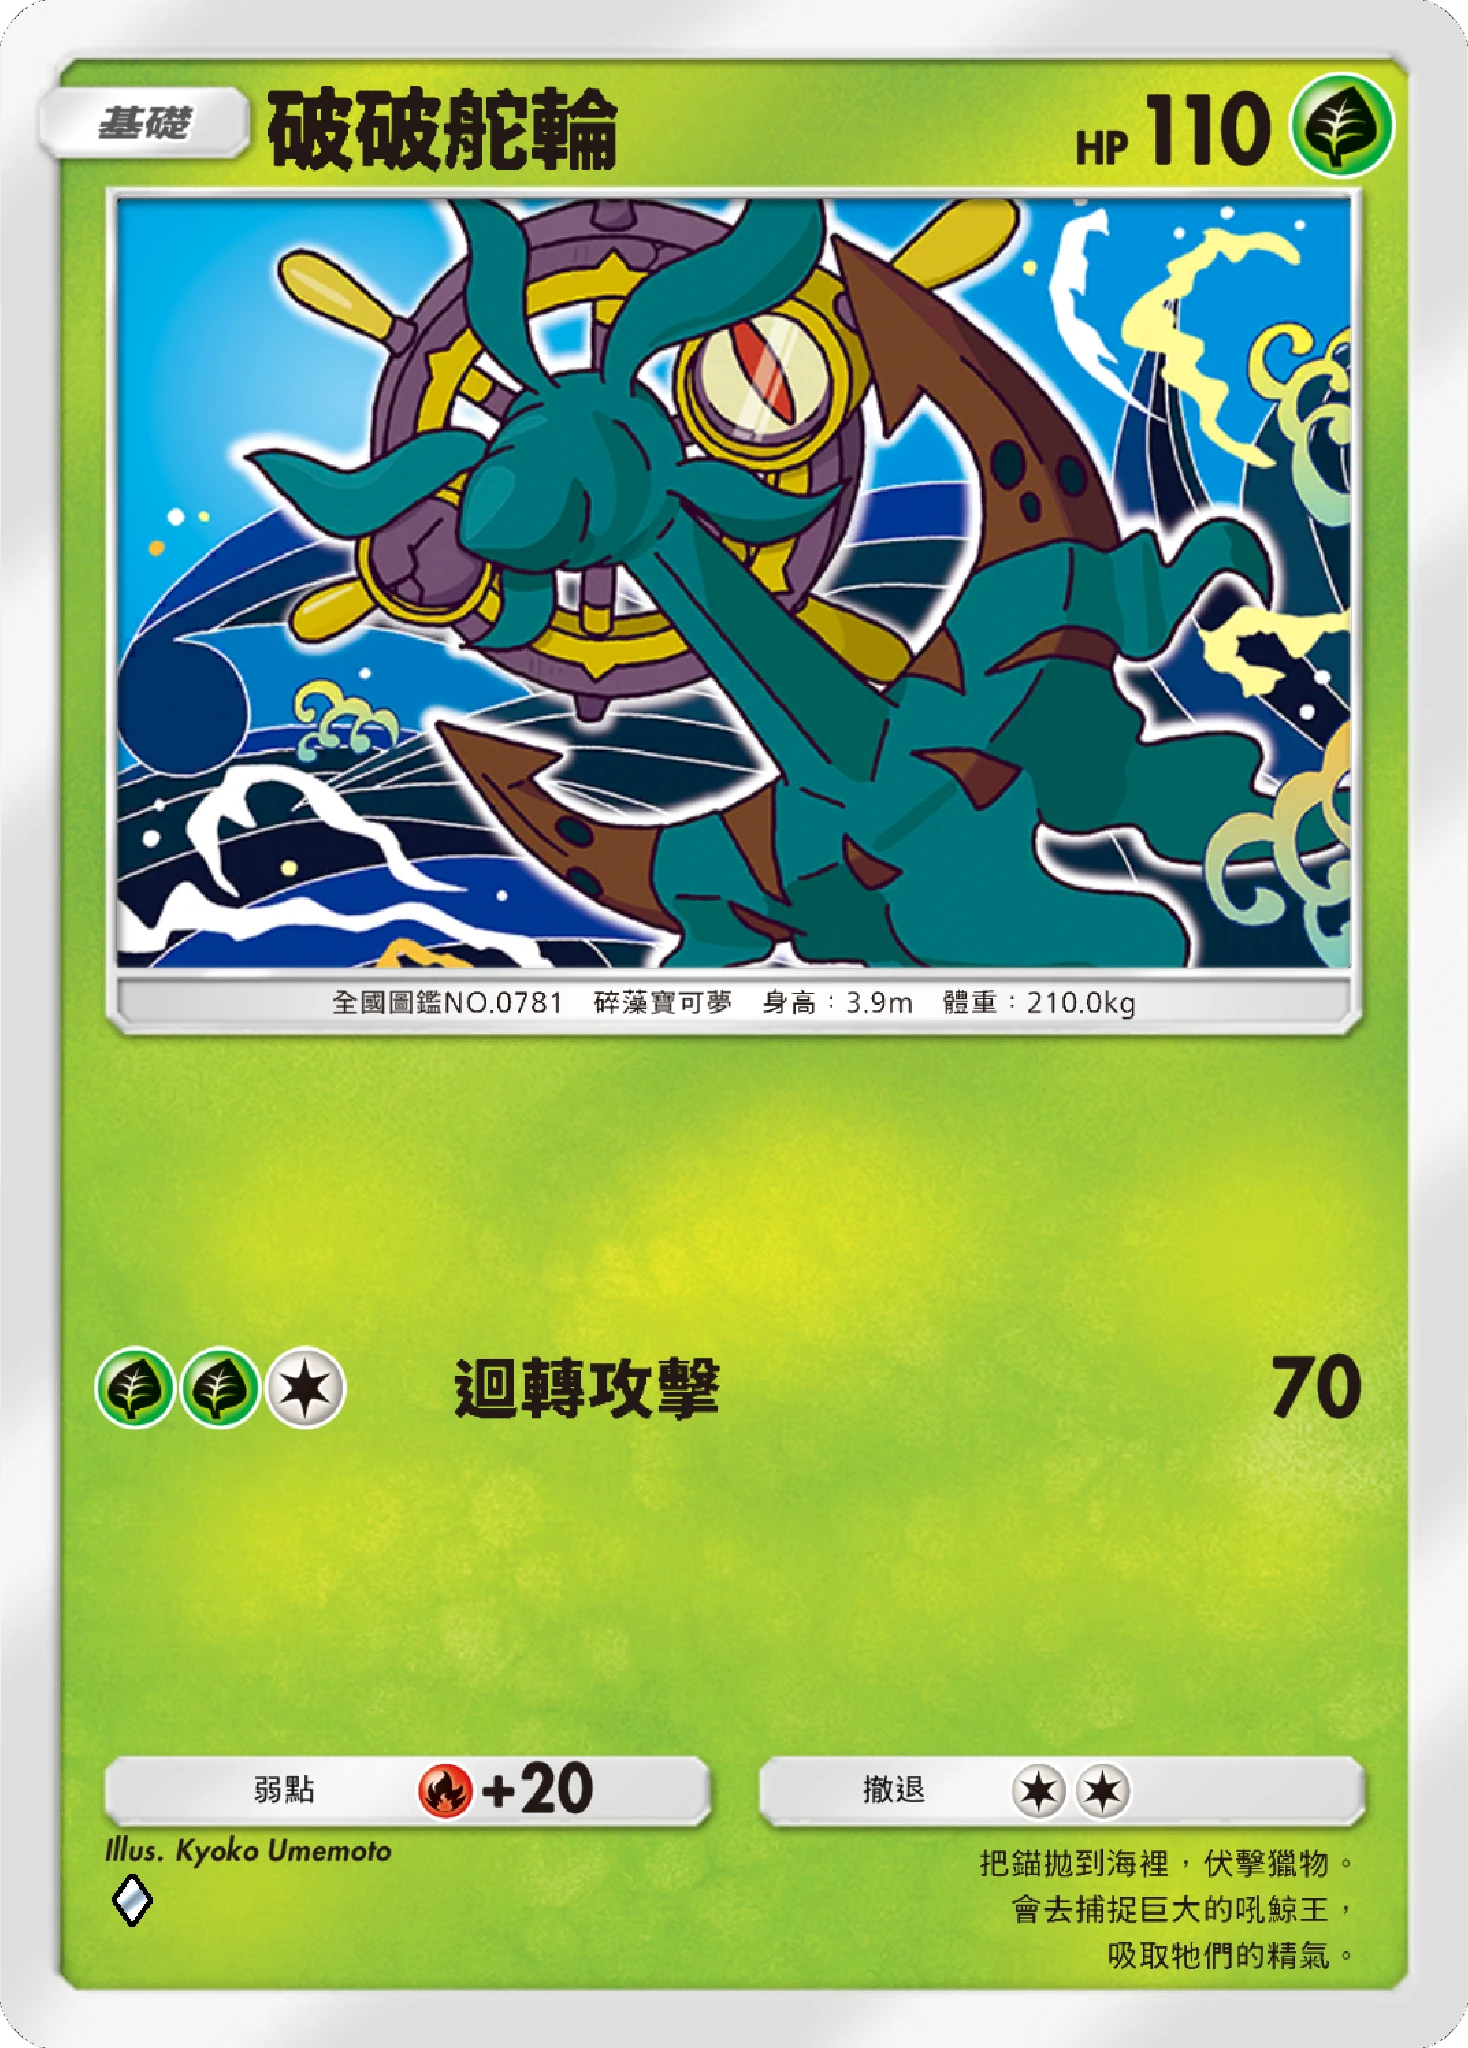 基礎 破破舵輪 HP 110
全國圖鑑NO.0781 碎藻寶可夢 身高：3.9m 體重：210.0kg
迴轉攻擊 70
弱點 +20 撤退
Illus. Kyoko Umemoto
把錨拋到海裡，伏擊獵物。
會去捕捉巨大的吼鯨王，
吸取牠們的精氣。